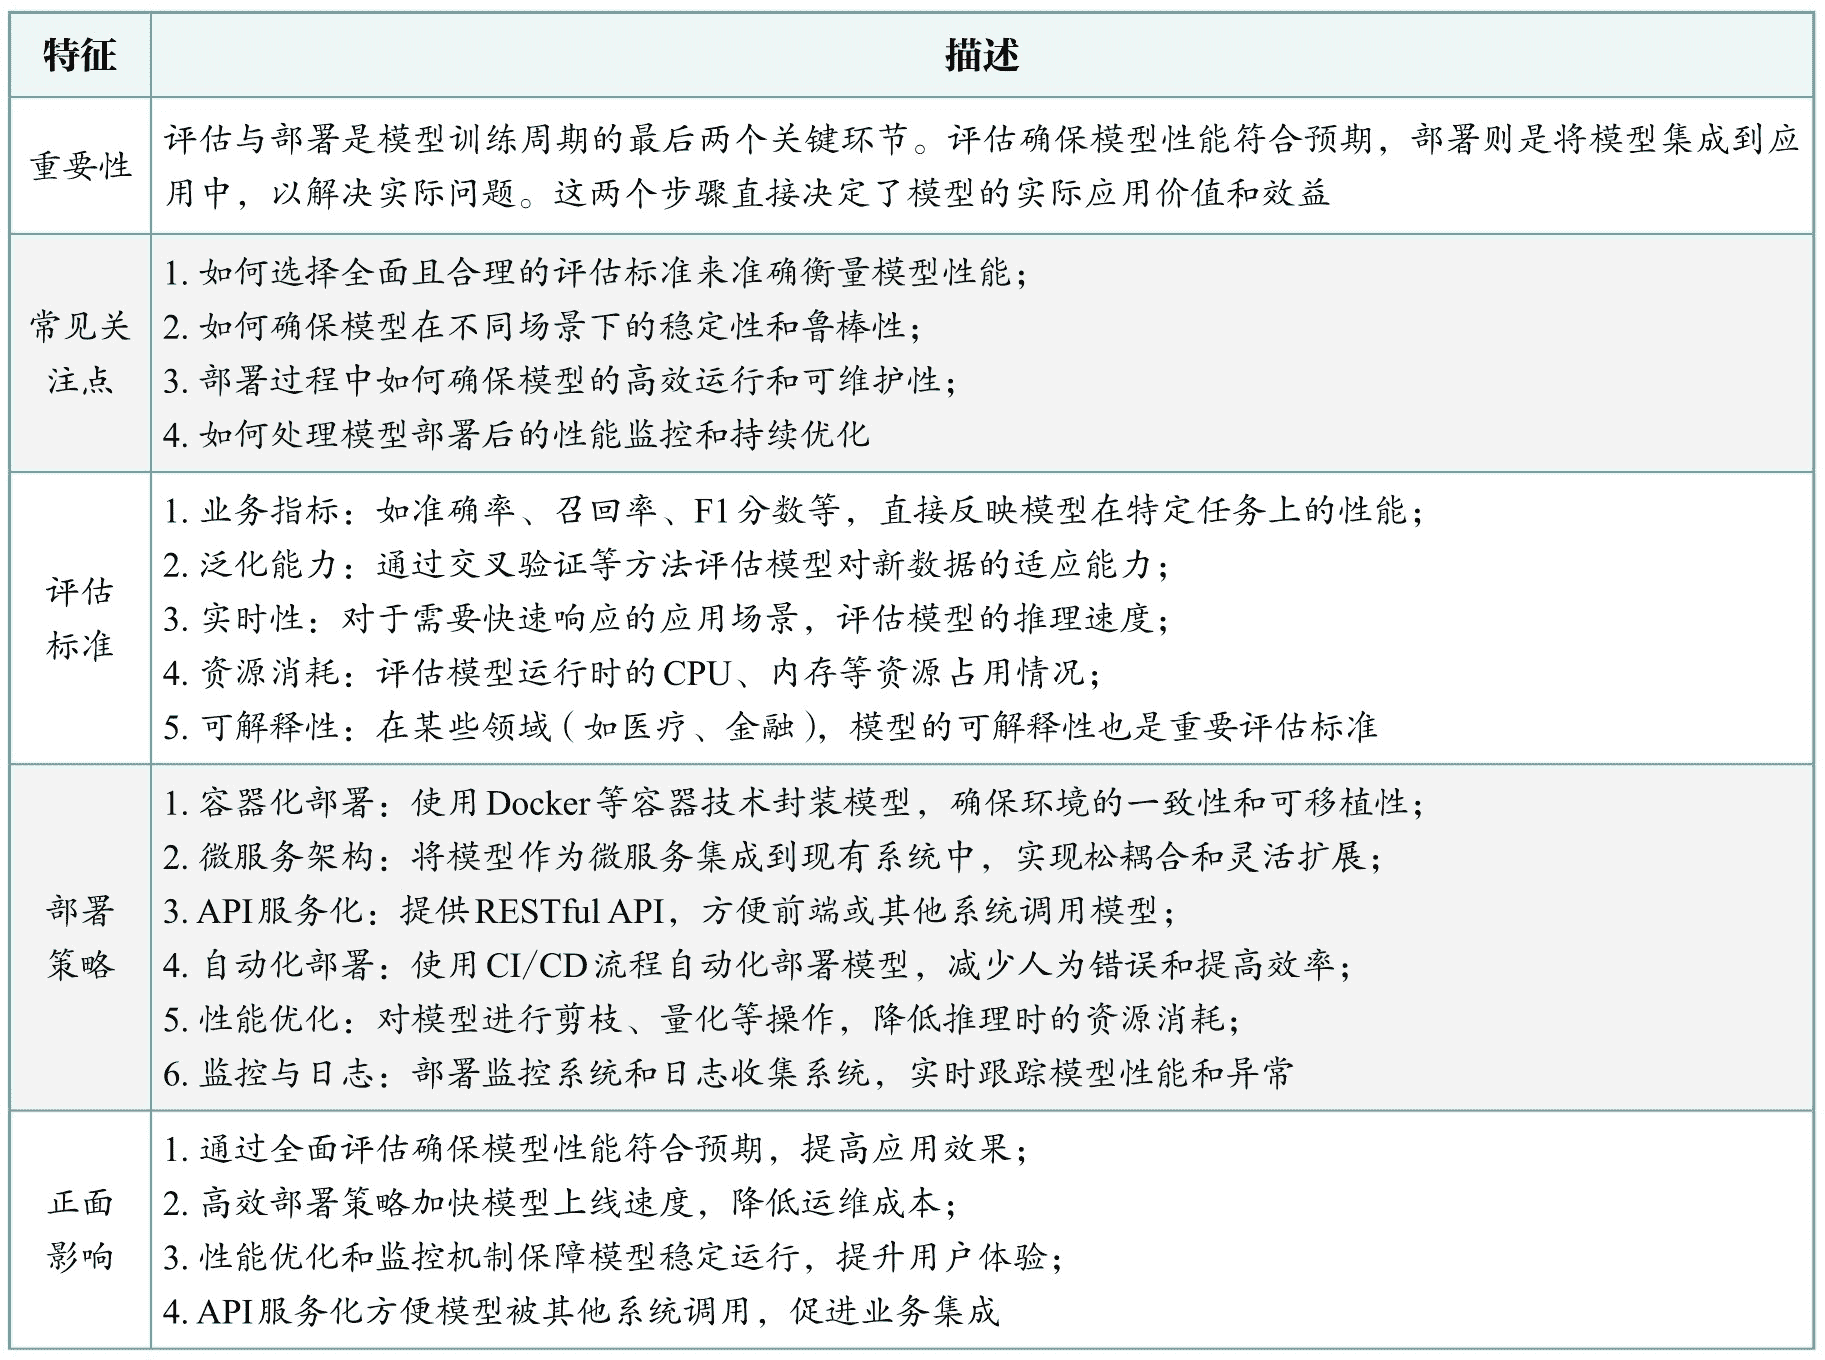 特征
描述
重要性
评估与部署是模型训练周期的最后两个关键环节。评估确保模型性能符合预期，部署则是将模型集成到应
用中，以解决实际问题。这两个步骤直接决定了模型的实际应用价值和效益
常见关
注点
1. 如何选择全面且合理的评估标准来准确衡量模型性能；
2. 如何确保模型在不同场景下的稳定性和鲁棒性；
3. 部署过程中如何确保模型的高效运行和可维护性；
4. 如何处理模型部署后的性能监控和持续优化
评估
标准
1. 业务指标：如准确率、召回率、F1分数等，直接反映模型在特定任务上的性能；
2. 泛化能力：通过交叉验证等方法评估模型对新数据的适应能力；
3. 实时性：对于需要快速响应的应用场景，评估模型的推理速度；
4. 资源消耗：评估模型运行时的CPU、内存等资源占用情况；
5. 可解释性：在某些领域（如医疗、金融），模型的可解释性也是重要评估标准
部署
策略
1. 容器化部署：使用Docker等容器技术封装模型，确保环境的一致性和可移植性；
2. 微服务架构：将模型作为微服务集成到现有系统中，实现松耦合和灵活扩展；
3. API服务化：提供RESTful API，方便前端或其他系统调用模型；
4. 自动化部署：使用CI/CD流程自动化部署模型，减少人为错误和提高效率；
5. 性能优化：对模型进行剪枝、量化等操作，降低推理时的资源消耗；
6. 监控与日志：部署监控系统和日志收集系统，实时跟踪模型性能和异常
正面
影响
1. 通过全面评估确保模型性能符合预期，提高应用效果；
2. 高效部署策略加快模型上线速度，降低运维成本；
3. 性能优化和监控机制保障模型稳定运行，提升用户体验；
4. API服务化方便模型被其他系统调用，促进业务集成